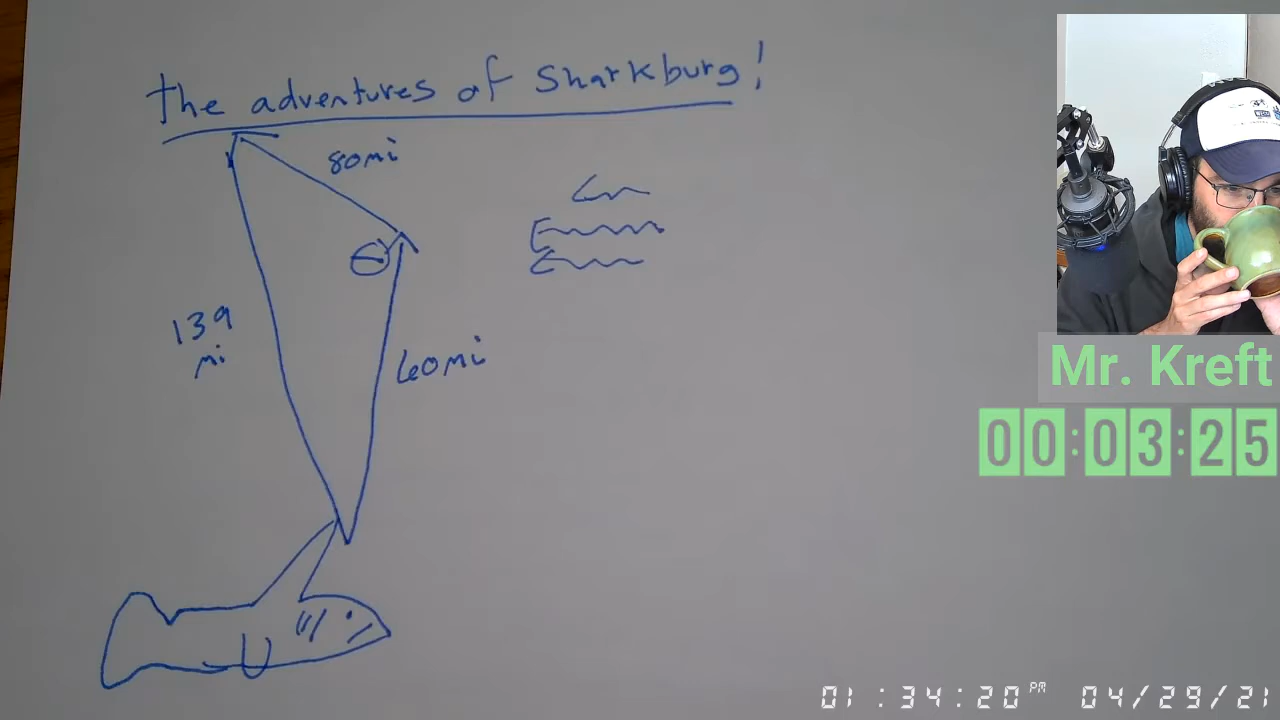 The adventures of Sharkburg!
80mi
θ
139
mi
60mi
Mr. Kreft
00:03:25
01:34:20 PM 04/29/21